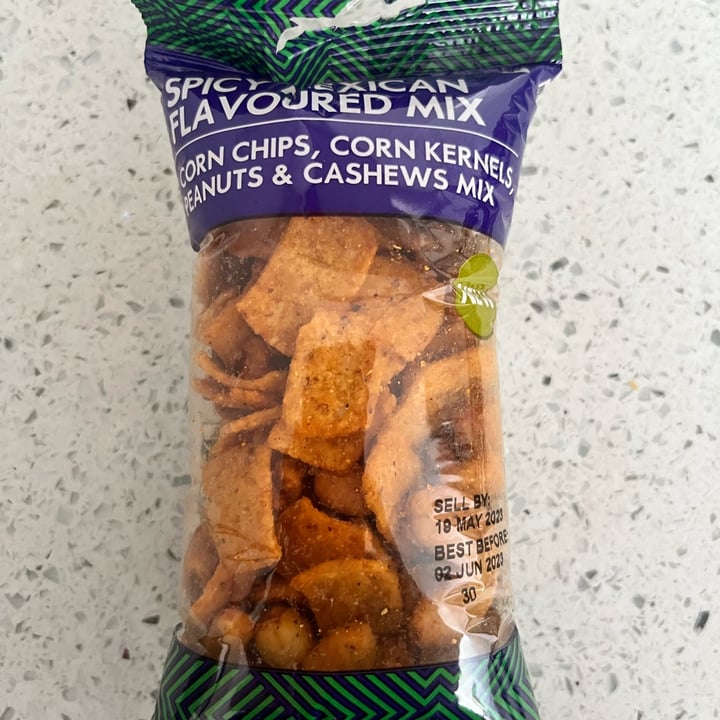 SPICY MEXICAN
FLAVOURED MIX
CORN CHIPS, CORN KERNELS,
PEANUTS & CASHEWS MIX
SELL BY:
19 MAY 2023
BEST BEFORE:
02 JUN 2023
30